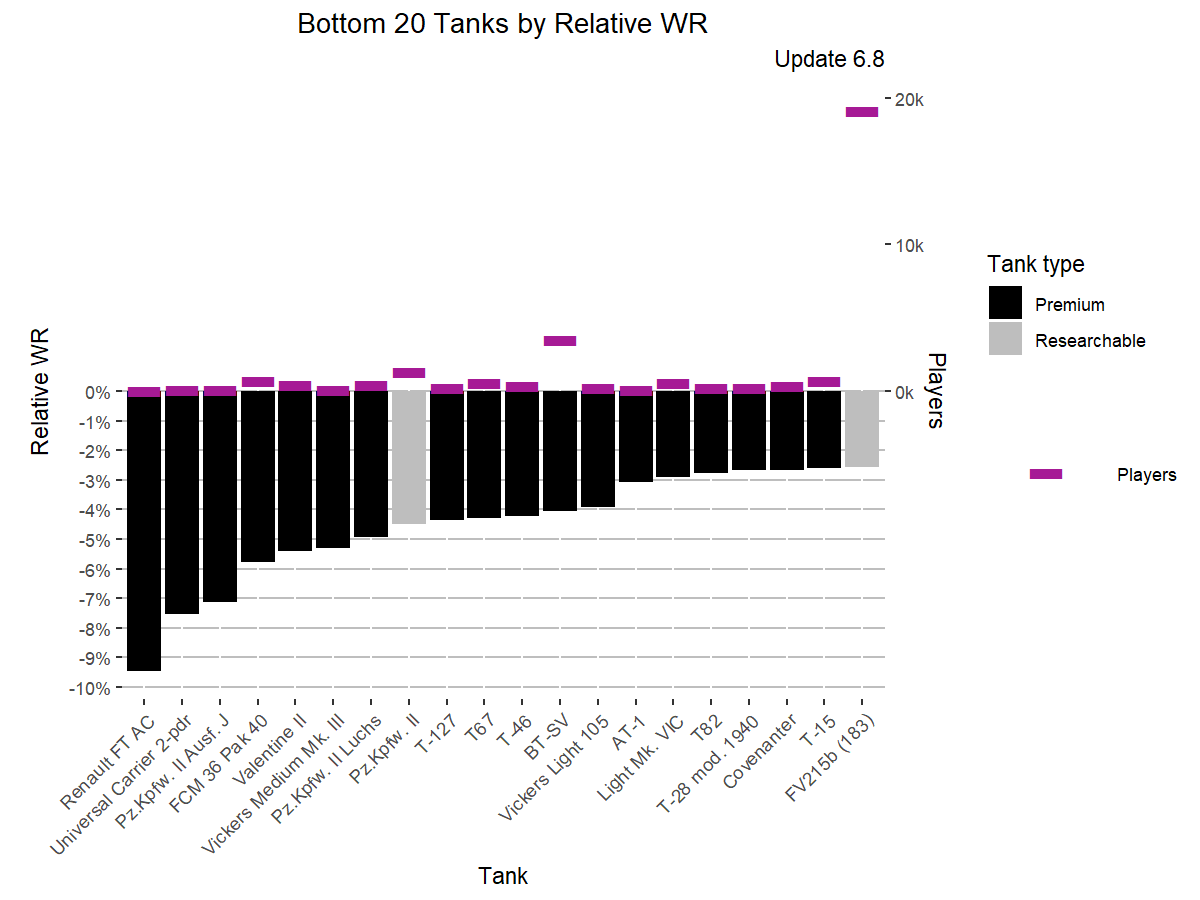 Bottom 20 Tanks by Relative WR
Update 6.8
Relative WR
0%
-1%
-2%
-3%
-4%
-5%
-6%
-7%
-8%
-9%
-10%
20k
10k
0k
Players
Renault FT AC
Universal Carrier 2-pdr
Pz.Kpfw. II Ausf. J
FCM 36 Pak 40
Valentine II
Vickers Medium Mk. III
Pz.Kpfw. II Luchs
Pz.Kpfw. II
T-127
T67
T-46
BT-SV
Vickers Light 105
AT-1
Light Mk. VIC
T82
T-28 mod. 1940
Covenanter
T-15
FV215b (183)
Tank
Tank type
Premium
Researchable
Players